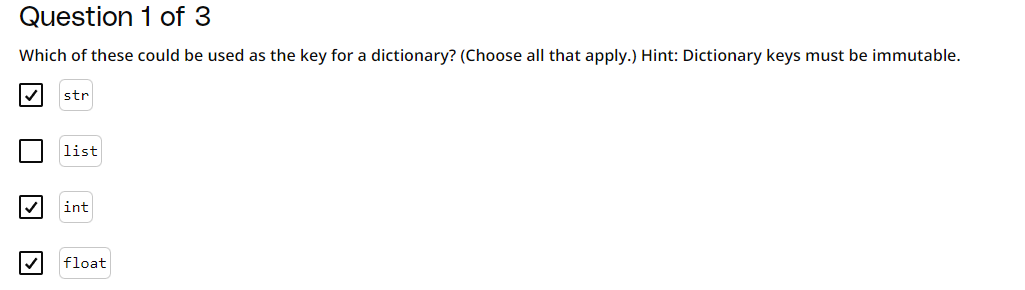 Question 1 of 3
Which of these could be used as the key for a dictionary? (Choose all that apply.) Hint: Dictionary keys must be immutable.
str
list
int
float